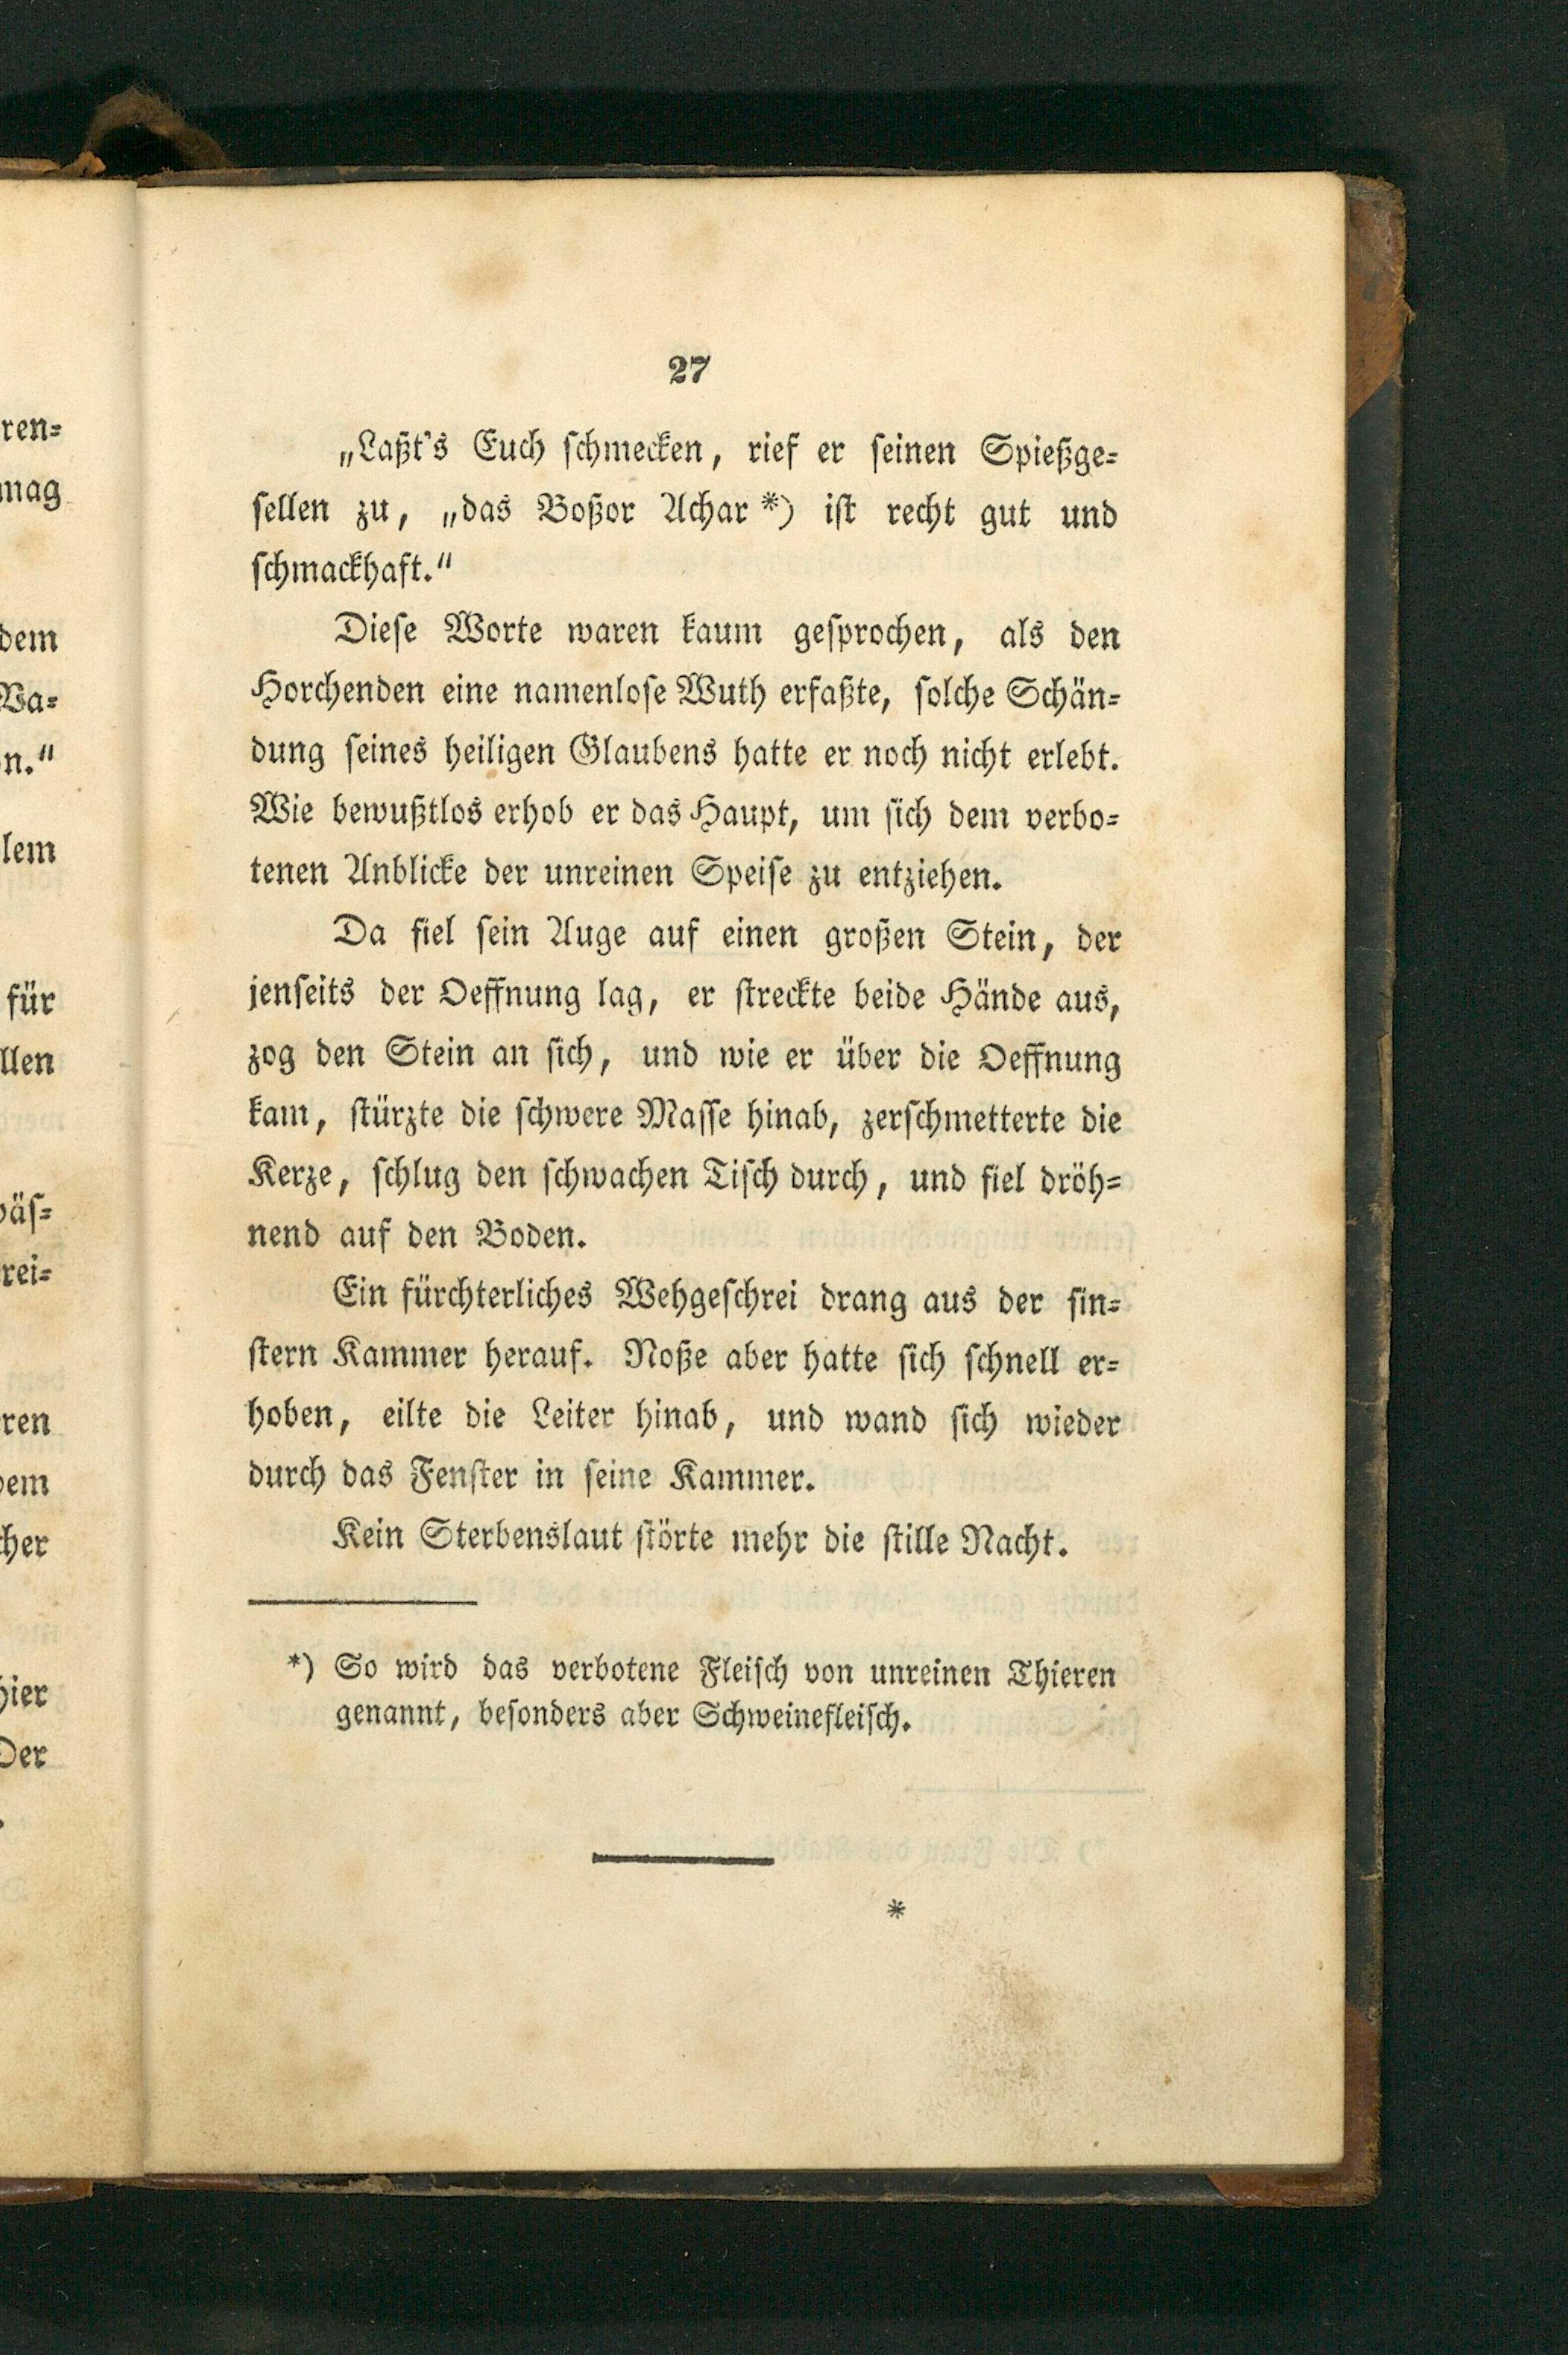 27
„Laßt's Euch schmecken, rief er seinen Spießge-
sellen zu, „das Boßor Achar *) ist recht gut und
schmackhaft."
Diese Worte waren kaum gesprochen, als den
Horchenden eine namenlose Wuth erfaßte, solche Schän-
dung seines heiligen Glaubens hatte er noch nicht erlebt.
Wie bewußtlos erhob er das Haupt, um sich dem verbo-
tenen Anblicke der unreinen Speise zu entziehen.
Da fiel sein Auge auf einen großen Stein, der
jenseits der Oeffnung lag, er streckte beide Hände aus,
zog den Stein an sich, und wie er über die Oeffnung
kam, stürzte die schwere Masse hinab, zerschmetterte die
Kerze, schlug den schwachen Tisch durch, und fiel dröh-
nend auf den Boden.
Ein fürchterliches Wehgeschrei drang aus der fin-
stern Kammer herauf. Noße aber hatte sich schnell er-
hoben, eilte die Leiter hinab, und wand sich wieder
durch das Fenster in seine Kammer.
Kein Sterbenslaut störte mehr die stille Nacht.
*) So wird das verbotene Fleisch von unreinen Thieren
genannt, besonders aber Schweinefleisch.
*